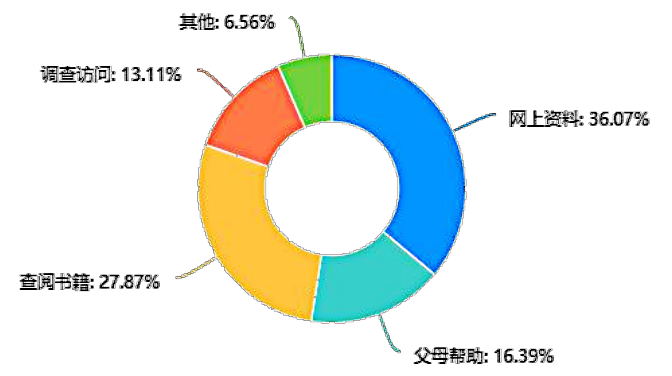 其他: 6.56%
调查访问: 13.11%
网上资料: 36.07%
查阅书籍: 27.87%
父母帮助: 16.39%